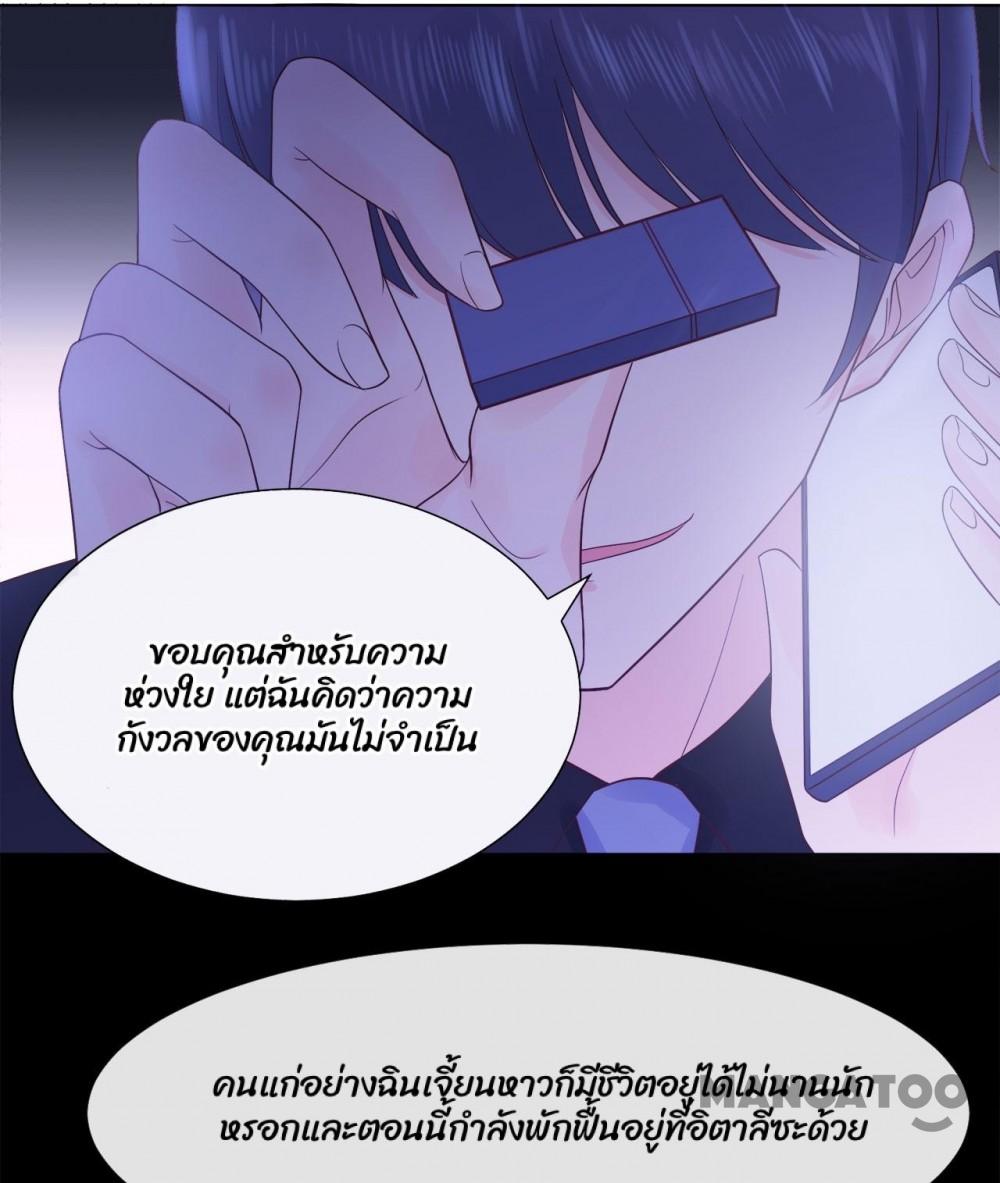 ขอบคุณสำหรับความ
ห่วงใย แต่ฉันคิดว่าความ
กังวลของคุณมันไม่จำเป็น
คนแก่อย่างฉินเจี้ยนหาวก็มีชีวิตอยู่ได้ไม่นานนัก
หรอกและตอนนี้กำลังพักฟื้นอยู่ที่อิตาลีซะด้วย
MANGATOON